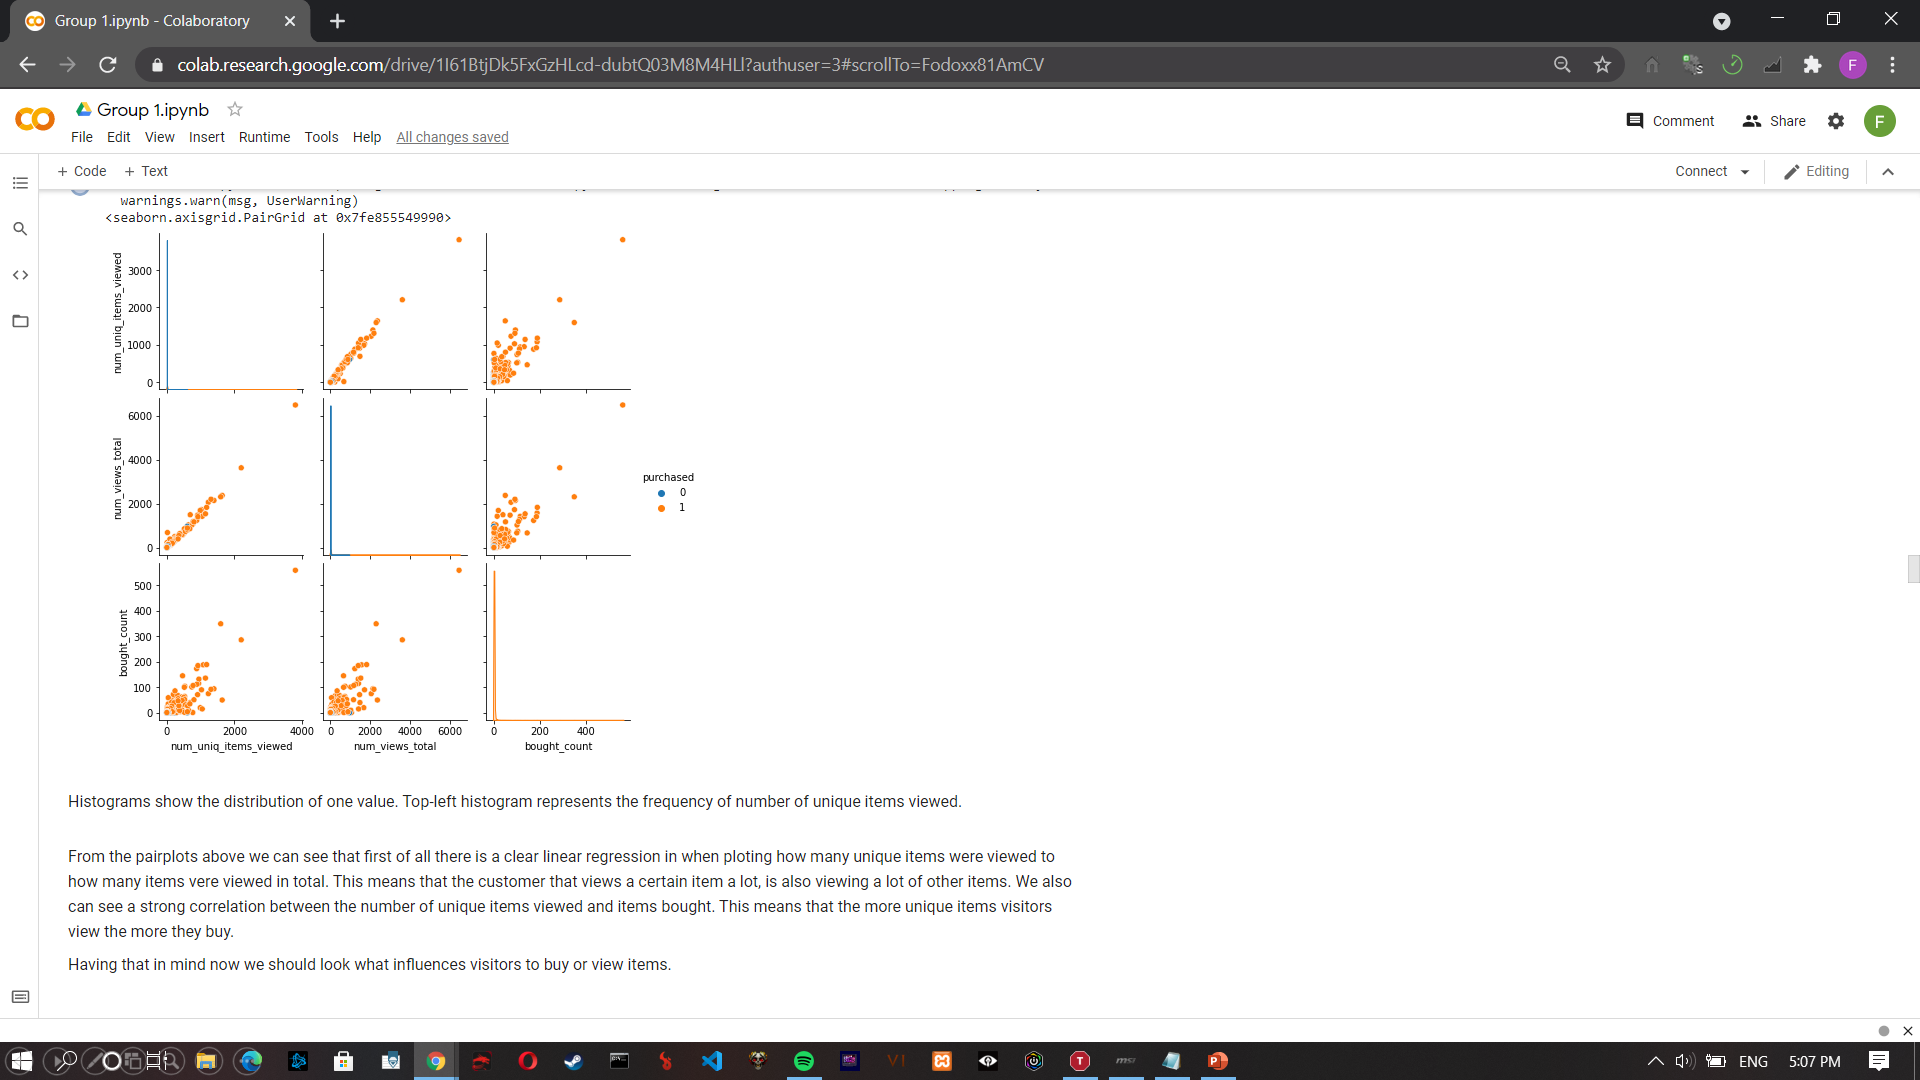 Group 1.ipynb - Colaboratory
colab.research.google.com/drive/1I61BtjDk5FxGzHLcd-dubtQ03M8M4HLl?authuser=3#scrollTo=Fodoxx81AmCV
F
Group 1.ipynb
File Edit View Insert Runtime Tools Help All changes saved
Comment Share F
+ Code + Text
Connect Editing
warnings.warn(msg, UserWarning)
<seaborn.axisgrid.PairGrid at 0x7fe855549990>
num_uniq_items_viewed
3000
2000
1000
0
num_views_total
6000
4000
2000
0
purchased
0
1
bought_count
500
400
300
200
100
0
0 2000 4000 0 2000 4000 6000 0 200 400
num_uniq_items_viewed num_views_total bought_count
Histograms show the distribution of one value. Top-left histogram represents the frequency of number of unique items viewed.
From the pairplots above we can see that first of all there is a clear linear regression in when ploting how many unique items were viewed to
how many items vere viewed in total. This means that the customer that views a certain item a lot, is also viewing a lot of other items. We also
can see a strong correlation between the number of unique items viewed and items bought. This means that the more unique items visitors
view the more they buy.
Having that in mind now we should look what influences visitors to buy or view items.
ENG 5:07 PM